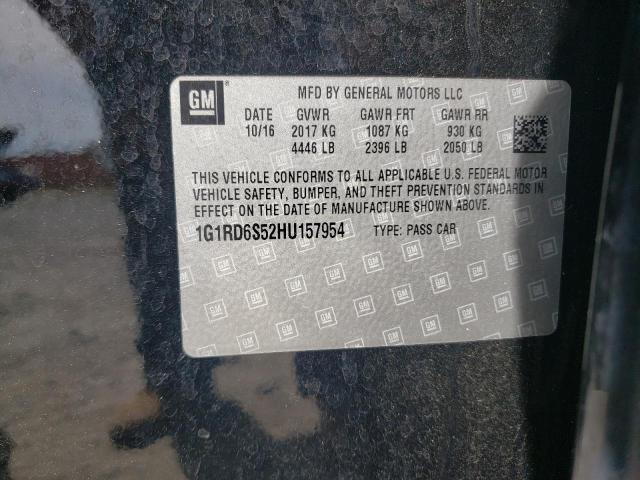 GM
MFD BY GENERAL MOTORS LLC
DATE GVWR GAWR FRT GAWR RR
10/16 2017 KG 1087 KG 930 KG
4446 LB 2396 LB 2050 LB
THIS VEHICLE CONFORMS TO ALL APPLICABLE U.S. FEDERAL MOTOR
VEHICLE SAFETY, BUMPER, AND THEFT PREVENTION STANDARDS IN
EFFECT ON THE DATE OF MANUFACTURE SHOWN ABOVE.
1G1RD6S52HU157954 TYPE: PASS CAR